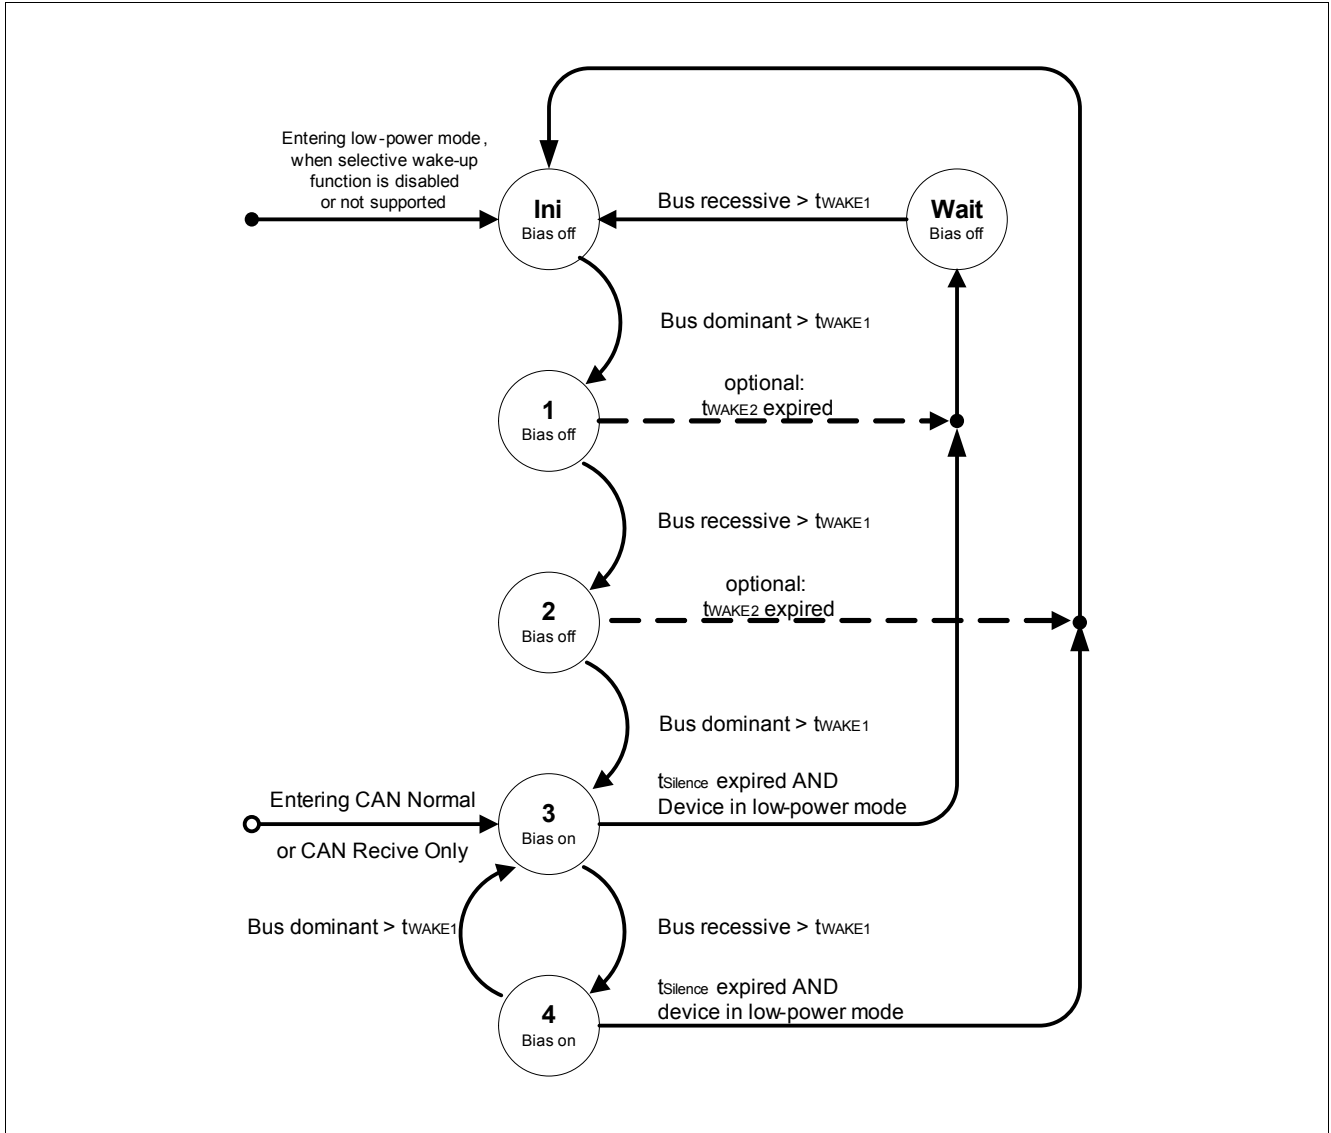 Entering low-power mode,
when selective wake-up
function is disabled
or not supported
Ini
Bias off
Bus recessive > tWAKE1
Wait
Bias off
Bus dominant > tWAKE1
optional:
tWAKE2 expired
1
Bias off
Bus recessive > tWAKE1
optional:
tWAKE2 expired
2
Bias off
Bus dominant > tWAKE1
tSilence expired AND
Device in low-power mode
Entering CAN Normal
or CAN Recive Only
3
Bias on
Bus dominant > tWAKE1
Bus recessive > tWAKE1
tSilence expired AND
device in low-power mode
4
Bias on